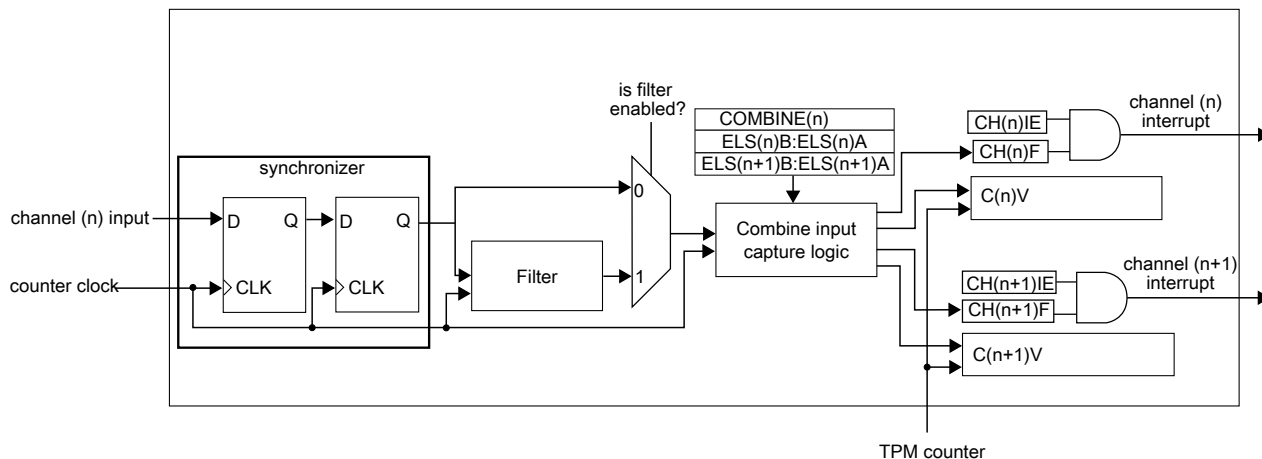 is filter
enabled?
COMBINE(n)
ELS(n)B:ELS(n)A
ELS(n+1)B:ELS(n+1)A
CH(n)IE
CH(n)F
channel (n)
interrupt
synchronizer
channel (n) input
D Q
D Q
CLK
CLK
counter clock
Filter
0
1
Combine input
capture logic
C(n)V
CH(n+1)IE
CH(n+1)F
channel (n+1)
interrupt
C(n+1)V
TPM counter